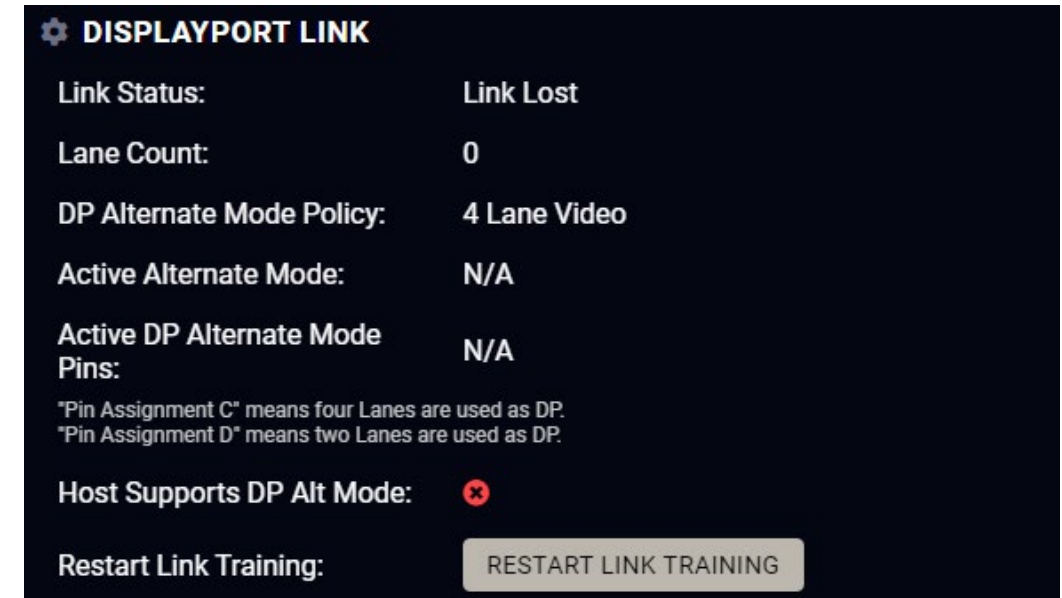 DISPLAYPORT LINK
Link Status: Link Lost
Lane Count: 0
DP Alternate Mode Policy: 4 Lane Video
Active Alternate Mode: N/A
Active DP Alternate Mode
Pins: N/A
"Pin Assignment C" means four Lanes are used as DP.
"Pin Assignment D" means two Lanes are used as DP.
Host Supports DP Alt Mode:
Restart Link Training: RESTART LINK TRAINING